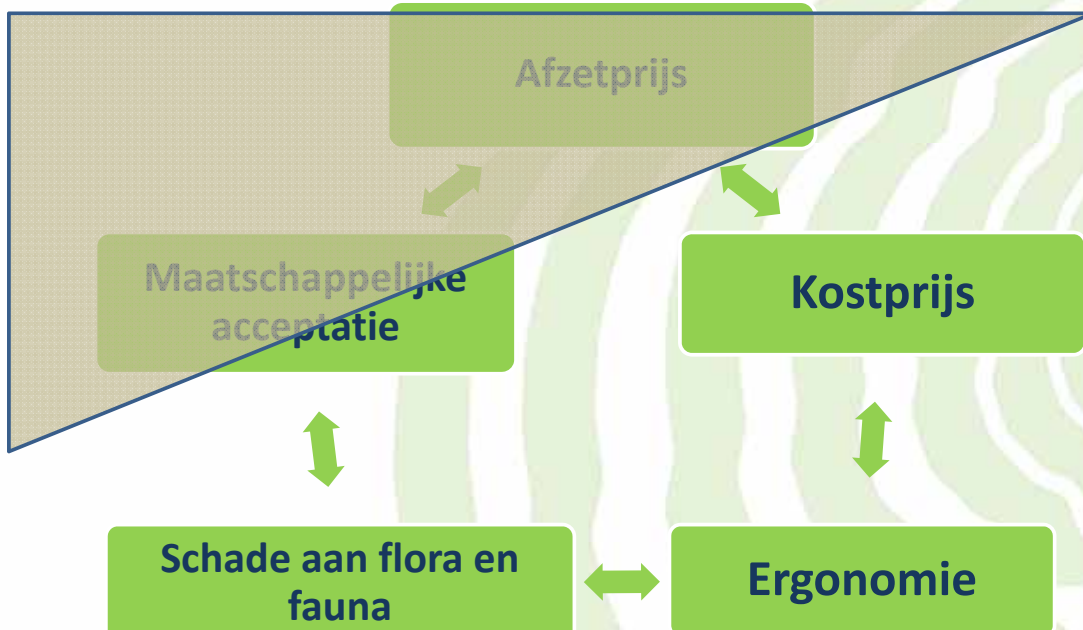 Afzetprijs
Maatschappelijke
acceptatie
Kostprijs
Schade aan flora en
fauna
Ergonomie